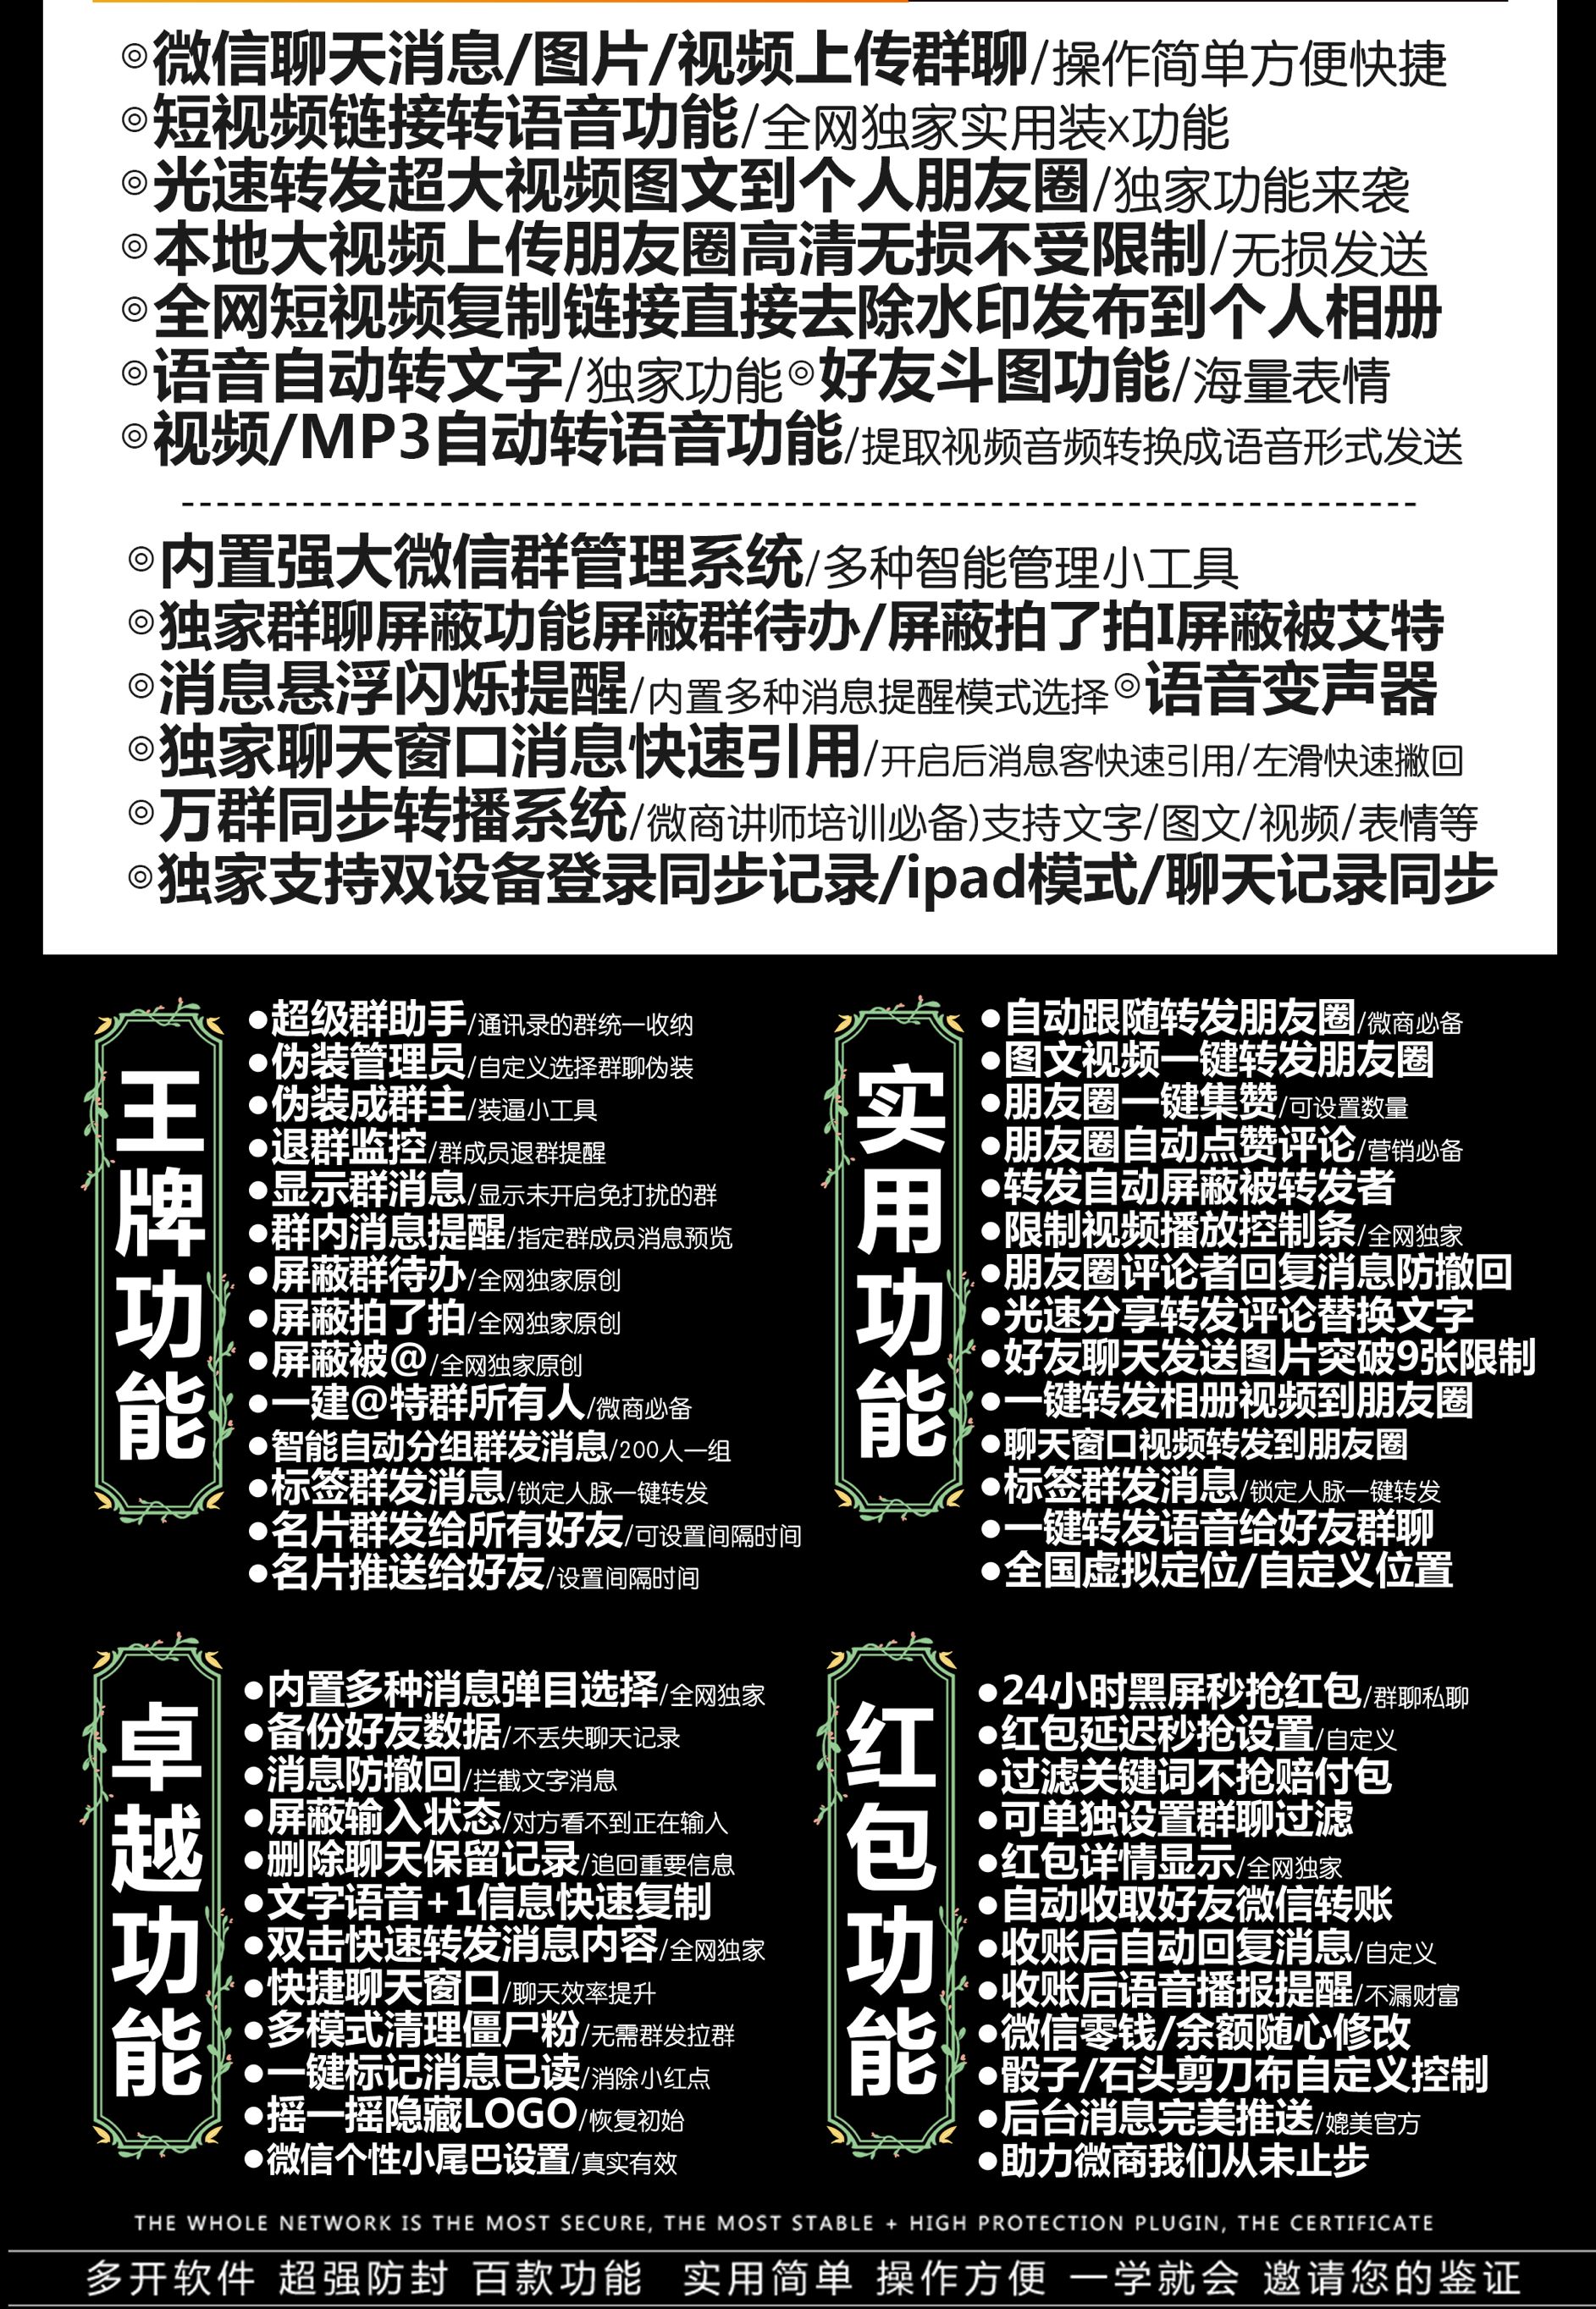 ◎微信聊天消息/图片/视频上传群聊/操作简单方便快捷
◎短视频链接转语音功能/全网独家实用装x功能
◎光速转发超大视频图文到个人朋友圈/独家功能来袭
◎本地大视频上传朋友圈高清无损不受限制/无损发送
◎全网短视频复制链接直接去除水印发布到个人相册
◎语音自动转文字/独家功能◎好友斗图功能/海量表情
◎视频/MP3自动转语音功能/提取视频音频转换成语音形式发送
◎内置强大微信群管理系统/多种智能管理小工具
◎独家群聊屏蔽功能屏蔽群待办/屏蔽拍了拍I屏蔽被艾特
◎消息悬浮闪烁提醒/内置多种消息提醒模式选择◎语音变声器
◎独家聊天窗口消息快速引用/开启后消息客快速引用/左滑快速撇回
◎万群同步转播系统/微商讲师培训必备)支持文字/图文/视频/表情等
◎独家支持双设备登录同步记录/ipad模式/聊天记录同步
王牌功能
●超级群助手/通讯录的群统一收纳
●伪装管理员/自定义选择群聊伪装
●伪装成群主/装逼小工具
●退群监控/群成员退群提醒
●显示群消息/显示未开启免打扰的群
●群内消息提醒/指定群成员消息预览
●屏蔽群待办/全网独家原创
●屏蔽拍了拍/全网独家原创
●屏蔽被@/全网独家原创
●一建@特群所有人/微商必备
●智能自动分组群发消息/200人一组
●标签群发消息/锁定人脉一键转发
●名片群发给所有好友/可设置间隔时间
●名片推送给好友/设置间隔时间
实用功能
●自动跟随转发朋友圈/微商必备
●图文视频一键转发朋友圈
●朋友圈一键集赞/可设置数量
●朋友圈自动点赞评论/营销必备
●转发自动屏蔽被转发者
●限制视频播放控制条/全网独家
●朋友圈评论者回复消息防撤回
●光速分享转发评论替换文字
●好友聊天发送图片突破9张限制
●一键转发相册视频到朋友圈
●聊天窗口视频转发到朋友圈
●标签群发消息/锁定人脉一键转发
●一键转发语音给好友群聊
●全国虚拟定位/自定义位置
卓越功能
●内置多种消息弹目选择/全网独家
●备份好友数据/不丢失聊天记录
●消息防撤回/拦截文字消息
●屏蔽输入状态/对方看不到正在输入
●删除聊天保留记录/追回重要信息
●文字语音+1信息快速复制
●双击快速转发消息内容/全网独家
●快捷聊天窗口/聊天效率提升
●多模式清理僵尸粉/无需群发拉群
●一键标记消息已读/消除小红点
●摇一摇隐藏LOGO/恢复初始
●微信个性小尾巴设置/真实有效
红包功能
●24小时黑屏秒抢红包/群聊私聊
●红包延迟秒抢设置/自定义
●过滤关键词不抢赔付包
●可单独设置群聊过滤
●红包详情显示/全网独家
●自动收取好友微信转账
●收账后自动回复消息/自定义
●收账后语音播报提醒/不漏财富
●微信零钱/余额随心修改
●骰子/石头剪刀布自定义控制
●后台消息完美推送/媲美官方
●助力微商我们从未止步
THE WHOLE NETWORK IS THE MOST SECURE, THE MOST STABLE + HIGH PROTECTION PLUGIN, THE CERTIFICATE
多开软件 超强防封 百款功能 实用简单 操作方便 一学就会 邀请您的鉴证